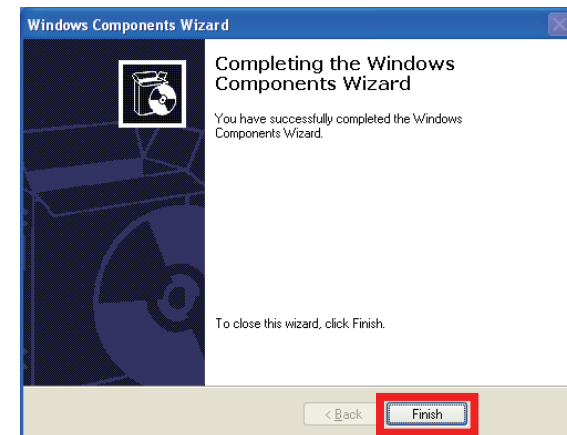 Windows Components Wizard
Completing the Windows
Components Wizard
You have successfully completed the Windows
Components Wizard.
To close this wizard, click Finish.
< Back
Finish